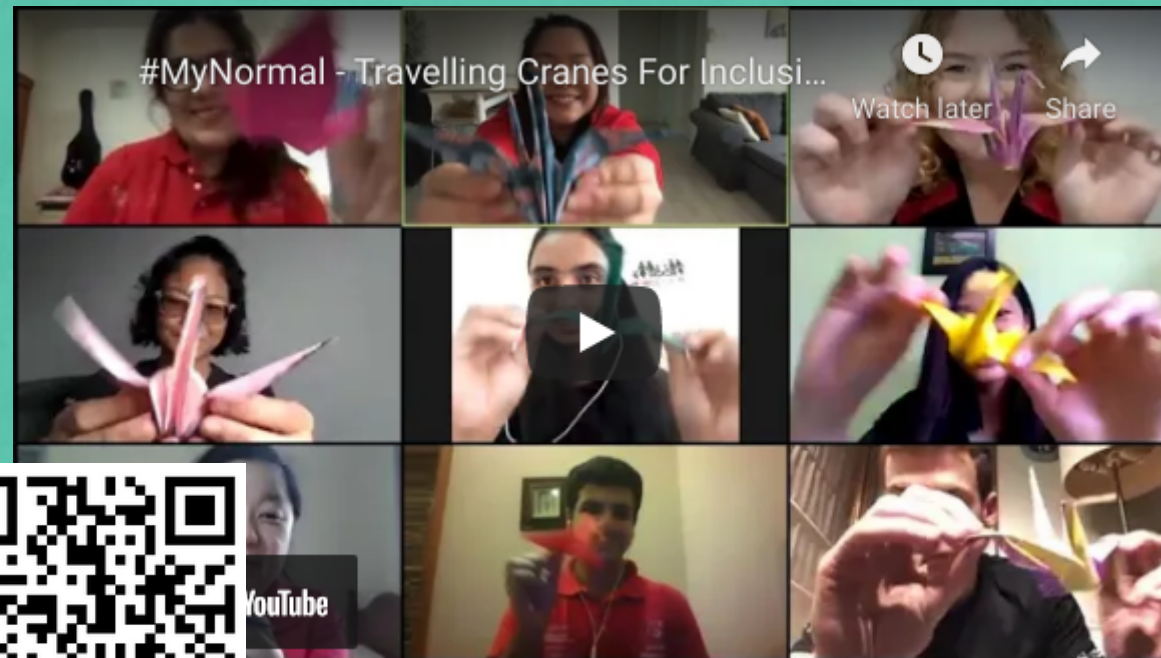 #MyNormal - Travelling Cranes For Inclusi...
Watch later
Share
YouTube